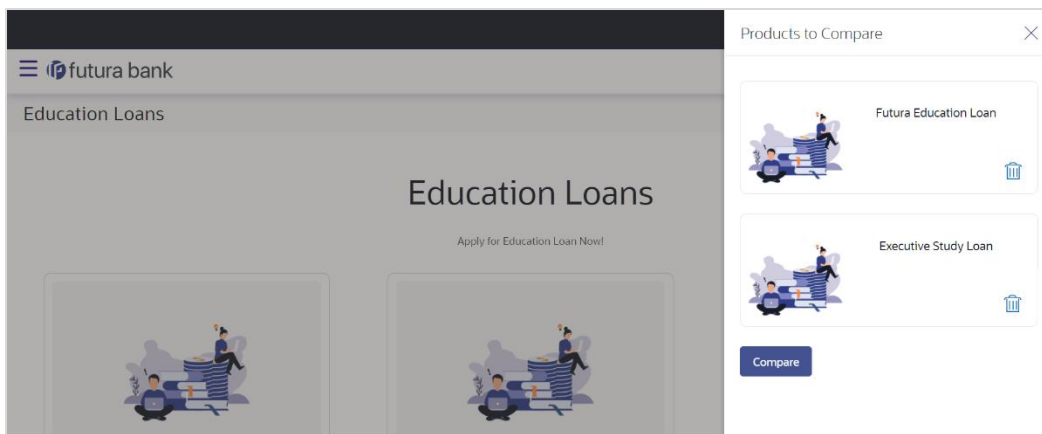 Products to Compare
futura bank
Education Loans
Education Loans
Apply for Education Loan Now!
Futura Education Loan
Executive Study Loan
Compare